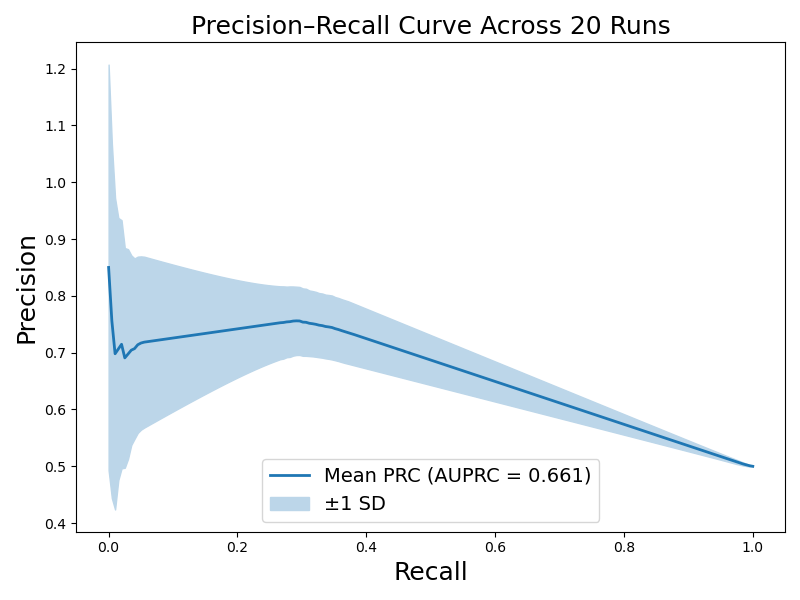 Precision–Recall Curve Across 20 Runs
Precision
1.2
1.1
1.0
0.9
0.8
0.7
0.6
0.5
0.4
Mean PRC (AUPRC = 0.661)
±1 SD
0.0 0.2 0.4 0.6 0.8 1.0
Recall